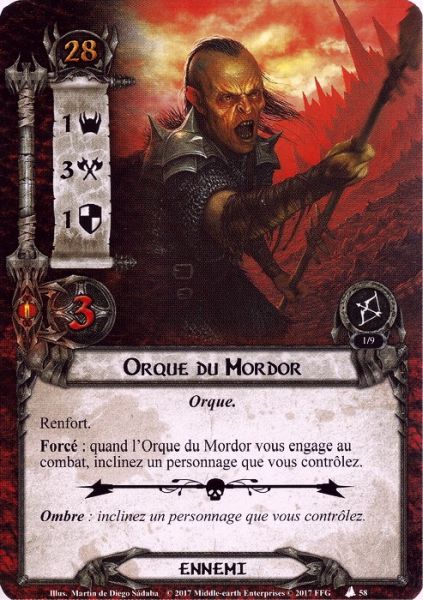 28
1
3
1
3
1/9
Orque du Mordor
Orque.
Renfort.
Forcé : quand l'Orque du Mordor vous engage au
combat, inclinez un personnage que vous contrôlez.
Ombre : inclinez un personnage que vous contrôlez.
ENNEMI
Illus. Martin de Diego Sádaba © 2017 Middle-earth Enterprises © 2017 FFG 58